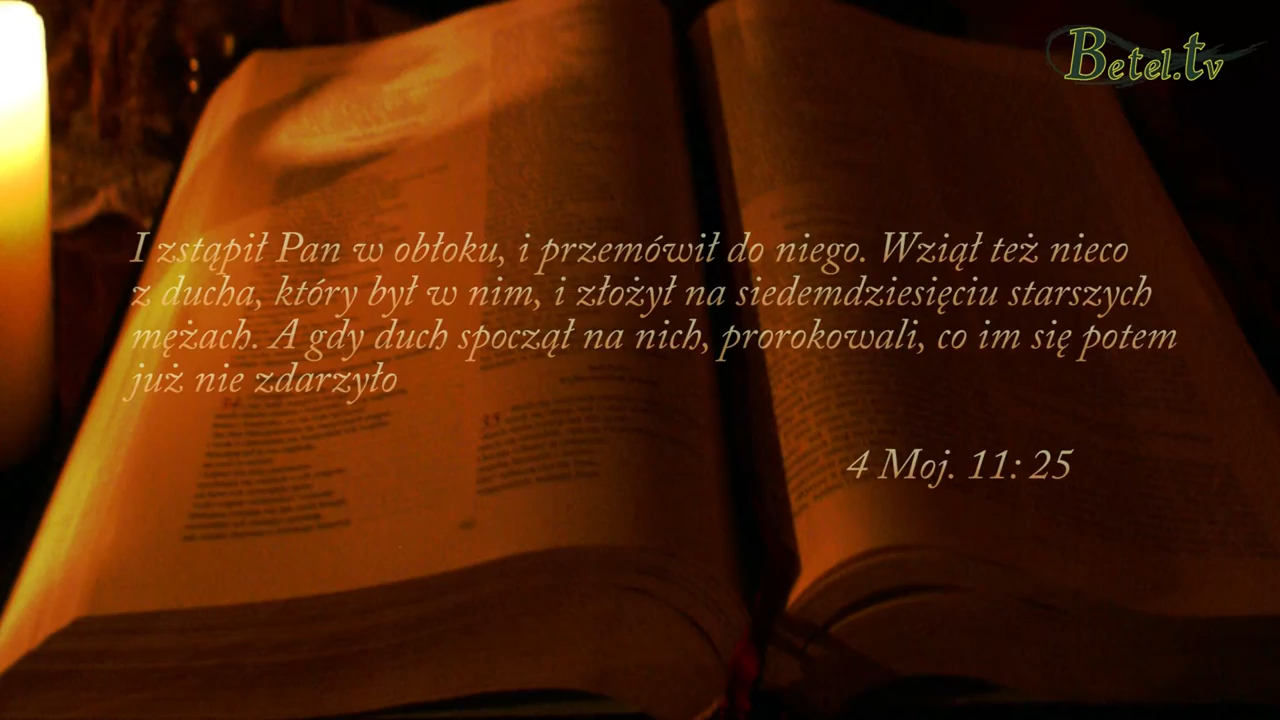 Betel.tv
I zstąpił Pan w obłoku, i przemówił do niego. Wziął też nieco
z ducha, który był w nim, i złożył na siedemdziesięciu starszych
mężach. A gdy duch spoczął na nich, prorokowali, co im się potem
już nie zdarzyło
4 Moj. 11: 25